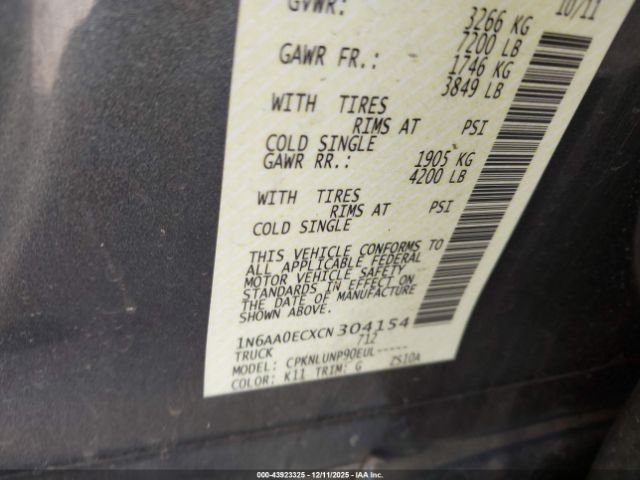 GVWR: 10/11
3266 KG
7200 LB
GAWR FR.: 1746 KG
3849 LB
WITH TIRES
RIMS AT PSI
COLD SINGLE
GAWR RR.: 1905 KG
4200 LB
WITH TIRES
RIMS AT PSI
COLD SINGLE
THIS VEHICLE CONFORMS TO
ALL APPLICABLE FEDERAL
MOTOR VEHICLE SAFETY
STANDARDS IN EFFECT ON
THE DATE OF MANUFACTURE
SHOWN ABOVE.
1N6AA0ECXCN304154
TRUCK 712
MODEL: CPKNLUNP90EUL-----
COLOR: K11 TRIM: G ZS10A
000-43923325 • 12/11/2025 • IAAI.COM